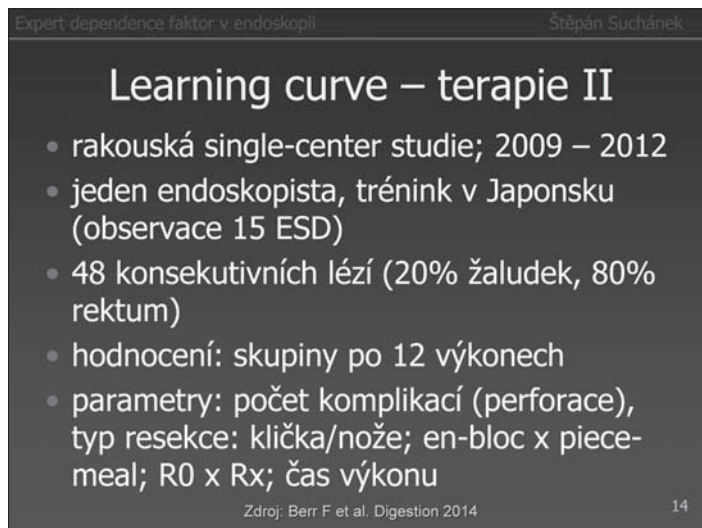 Expert dependence faktor v endoskopii Štěpán Suchánek
Learning curve – terapie II
• rakouská single-center studie; 2009 – 2012
• jeden endoskopista, trénink v Japonsku
(observace 15 ESD)
• 48 konsekutivních lézí (20% žaludek, 80%
rektum)
• hodnocení: skupiny po 12 výkonech
• parametry: počet komplikací (perforace),
typ resekce: klička/nože; en-bloc x piece-
meal; R0 x Rx; čas výkonu
Zdroj: Berr F et al. Digestion 2014 14